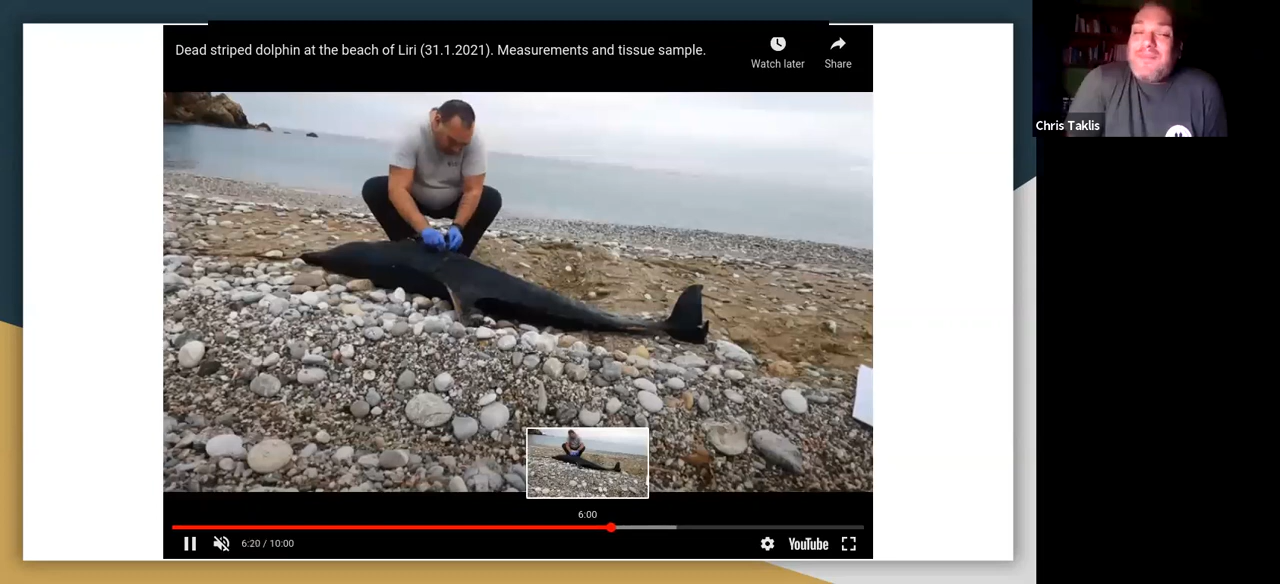 Dead striped dolphin at the beach of Liri (31.1.2021). Measurements and tissue sample.
Watch later
Share
Chris Taklis
6:00
6:20 / 10:00
YouTube